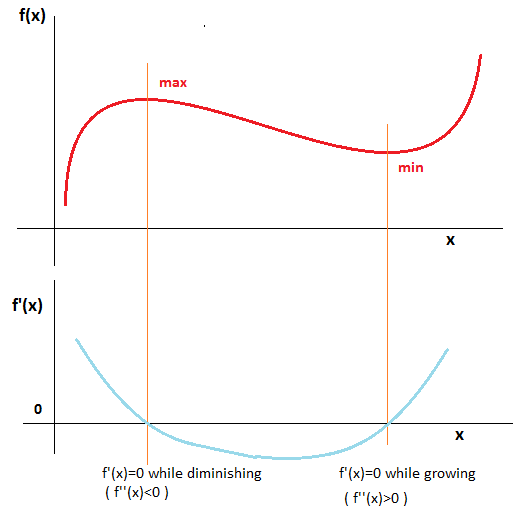 f(x)
max
min
x
f'(x)
0
x
f'(x)=0 while diminishing
( f''(x)<0 )
f'(x)=0 while growing
( f''(x)>0 )